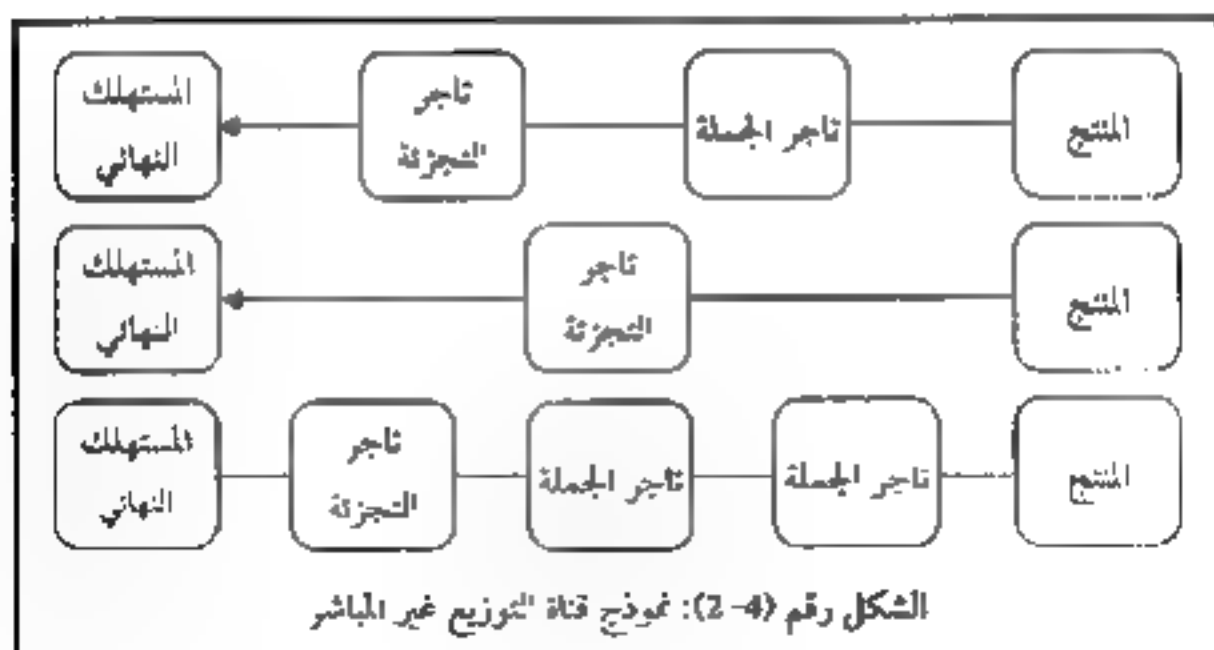 المنتج
تاجر الجملة
تاجر
التجزئة
المستهلك
النهائي
المنتج
تاجر
التجزئة
المستهلك
النهائي
المنتج
تاجر الجملة
تاجر الجملة
تاجر
التجزئة
المستهلك
النهائي
الشكل رقم (4-2): نموذج قناة التوزيع غير المباشر